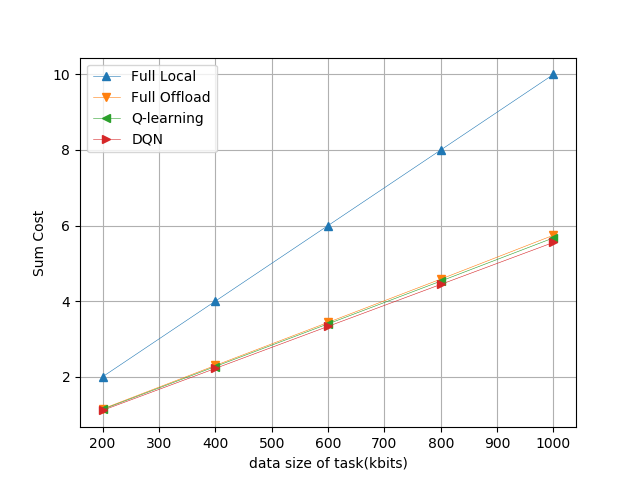 Full Local
Full Offload
Q-learning
DQN
10
8
6
4
2
Sum Cost
200 300 400 500 600 700 800 900 1000
data size of task(kbits)